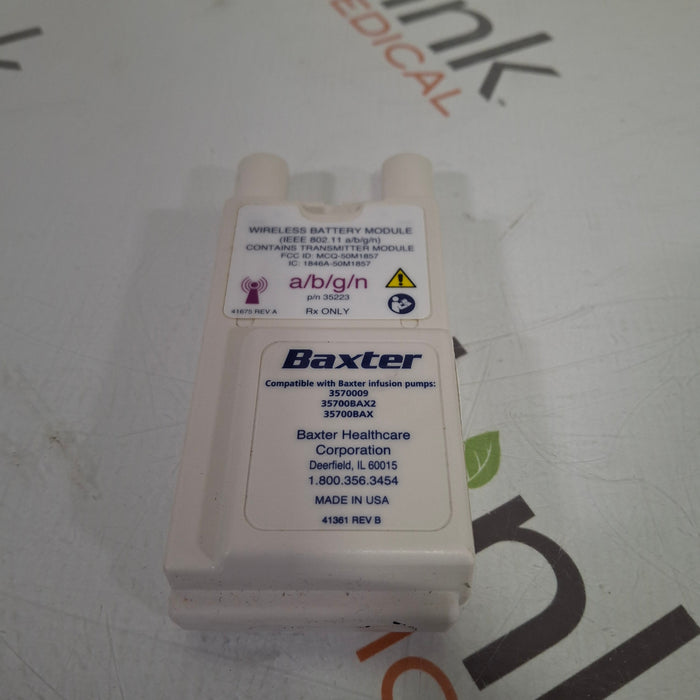 ink
MEDICAL
WIRELESS BATTERY MODULE
(IEEE 802.11 a/b/g/n)
CONTAINS TRANSMITTER MODULE
FCC ID: MCQ-50M1857
IC: 1846A-50M1857
a/b/g/n
p/n 35223
41675 REV A
Rx ONLY
Baxter
Compatible with Baxter infusion pumps:
3570009
35700BAX2
35700BAX
Baxter Healthcare
Corporation
Deerfield, IL 60015
1.800.356.3454
MADE IN USA
41361 REV B